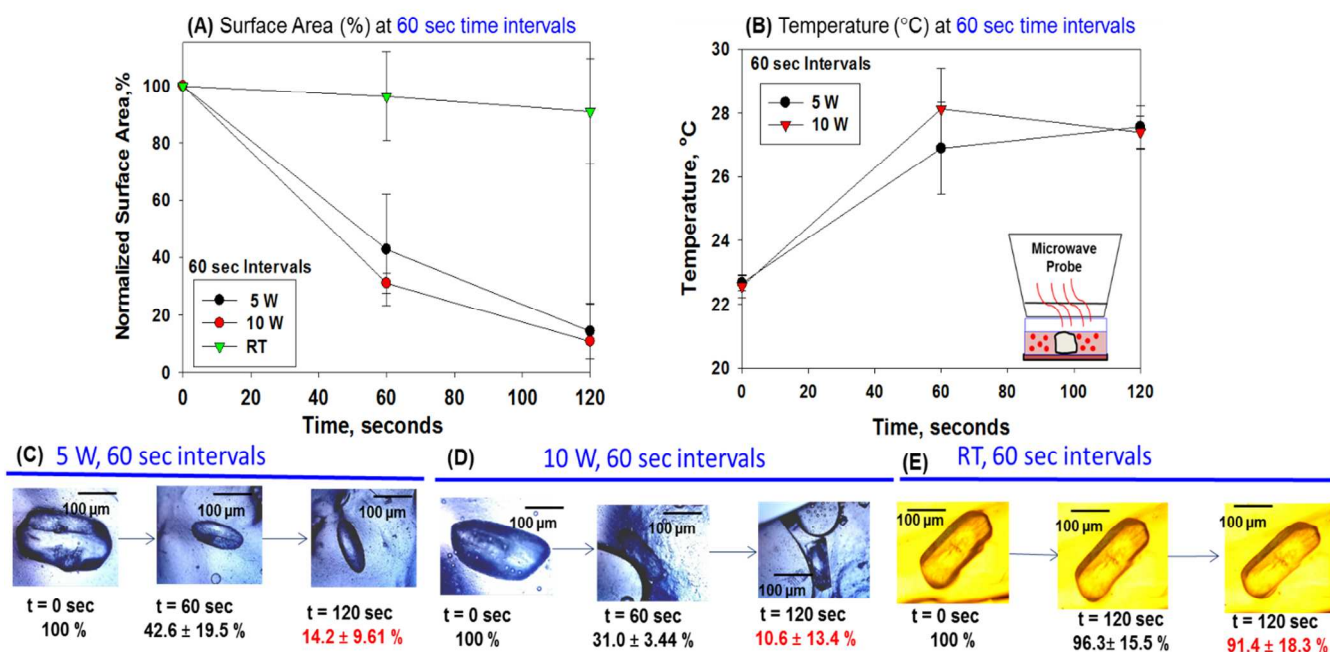 (A) Surface Area (%) at 60 sec time intervals
Normalized Surface Area,%
100
80
60
40
20
0
60 sec Intervals
5 W
10 W
RT
0 20 40 60 80 100 120
Time, seconds
(B) Temperature (°C) at 60 sec time intervals
Temperature, °C
30
28
26
24
22
20
60 sec Intervals
5 W
10 W
Microwave
Probe
0 20 40 60 80 100 120
Time, seconds
(C) 5 W, 60 sec intervals
100 µm
100 µm
100 µm
t = 0 sec
100 %
t = 60 sec
42.6 ± 19.5 %
t = 120 sec
14.2 ± 9.61 %
(D) 10 W, 60 sec intervals
100 µm
100 µm
100 µm
t = 0 sec
100 %
t = 60 sec
31.0 ± 3.44 %
t = 120 sec
10.6 ± 13.4 %
(E) RT, 60 sec intervals
100 µm
100 µm
100 µm
t = 0 sec
100 %
t = 120 sec
96.3± 15.5 %
t = 120 sec
91.4 ± 18.3 %